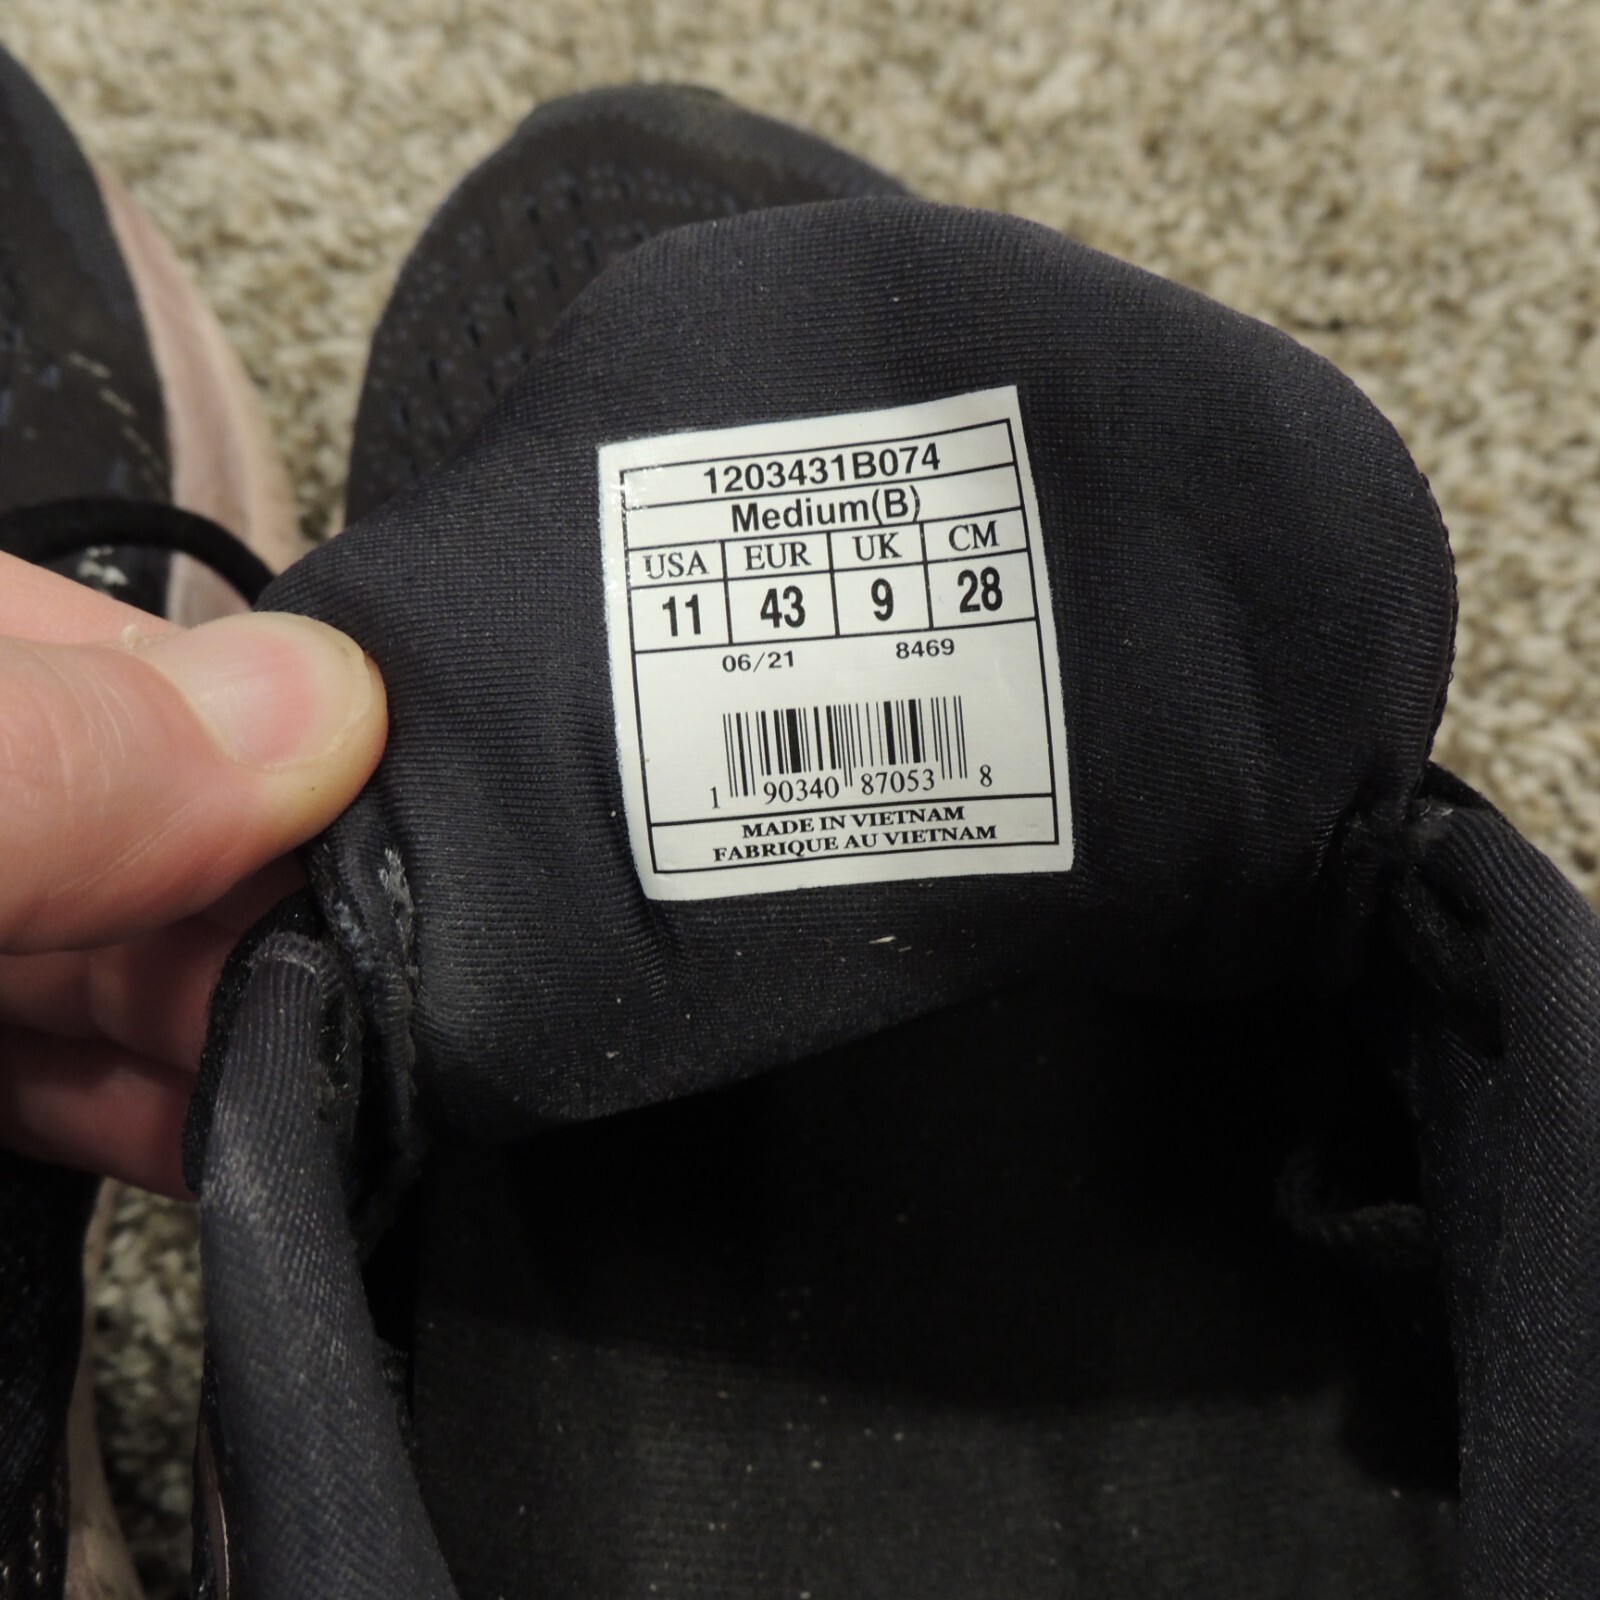 1203431B074
Medium(B)
USA EUR UK CM
11 43 9 28
06/21 8469
1 90340 87053 8
MADE IN VIETNAM
FABRIQUE AU VIETNAM